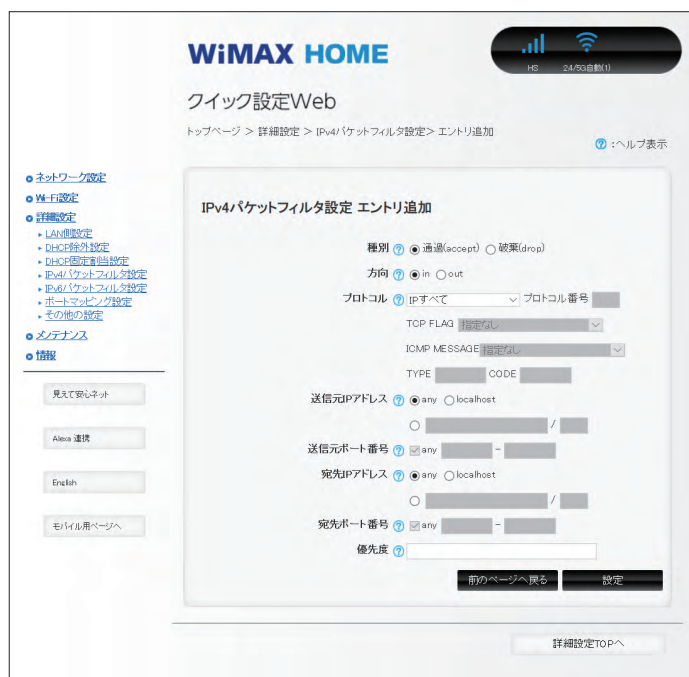 WiMAX HOME
HS 2.4/5G自動(1)
クイック設定Web
トップページ > 詳細設定 > IPv4パケットフィルタ設定> エントリ追加
? :ヘルプ表示
ネットワーク設定
Wi-Fi設定
詳細設定
LAN側設定
DHCP除外設定
DHCP固定割当設定
IPv4パケットフィルタ設定
IPv6パケットフィルタ設定
ポートマッピング設定
その他の設定
メンテナンス
情報
見えて安心ネット
Alexa 連携
English
モバイル用ページへ
IPv4パケットフィルタ設定 エントリ追加
種別 ? 通過(accept) 破棄(drop)
方向 ? in out
プロトコル ? IPすべて プロトコル番号
TCP FLAG 指定なし
ICMP MESSAGE 指定なし
TYPE CODE
送信元IPアドレス ? any localhost
/
送信元ポート番号 ? any -
宛先IPアドレス ? any localhost
/
宛先ポート番号 ? any -
優先度 ?
前のページへ戻る 設定
詳細設定TOPへ